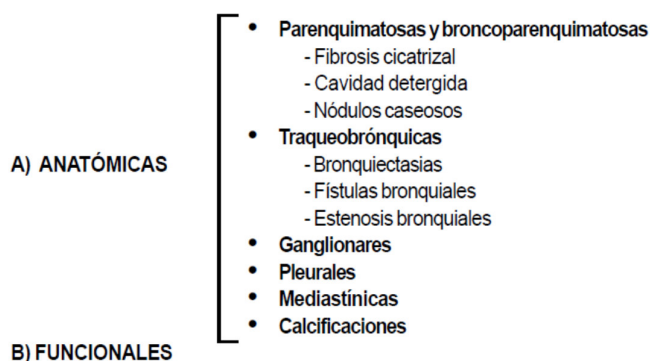 A) ANATÓMICAS
• Parenquimatosas y broncoparenquimatosas
- Fibrosis cicatrizal
- Cavidad detergida
- Nódulos caseosos
• Traqueobrónquicas
- Bronquiectasias
- Fístulas bronquiales
- Estenosis bronquiales
• Ganglionares
• Pleurales
• Mediastínicas
• Calcificaciones
B) FUNCIONALES